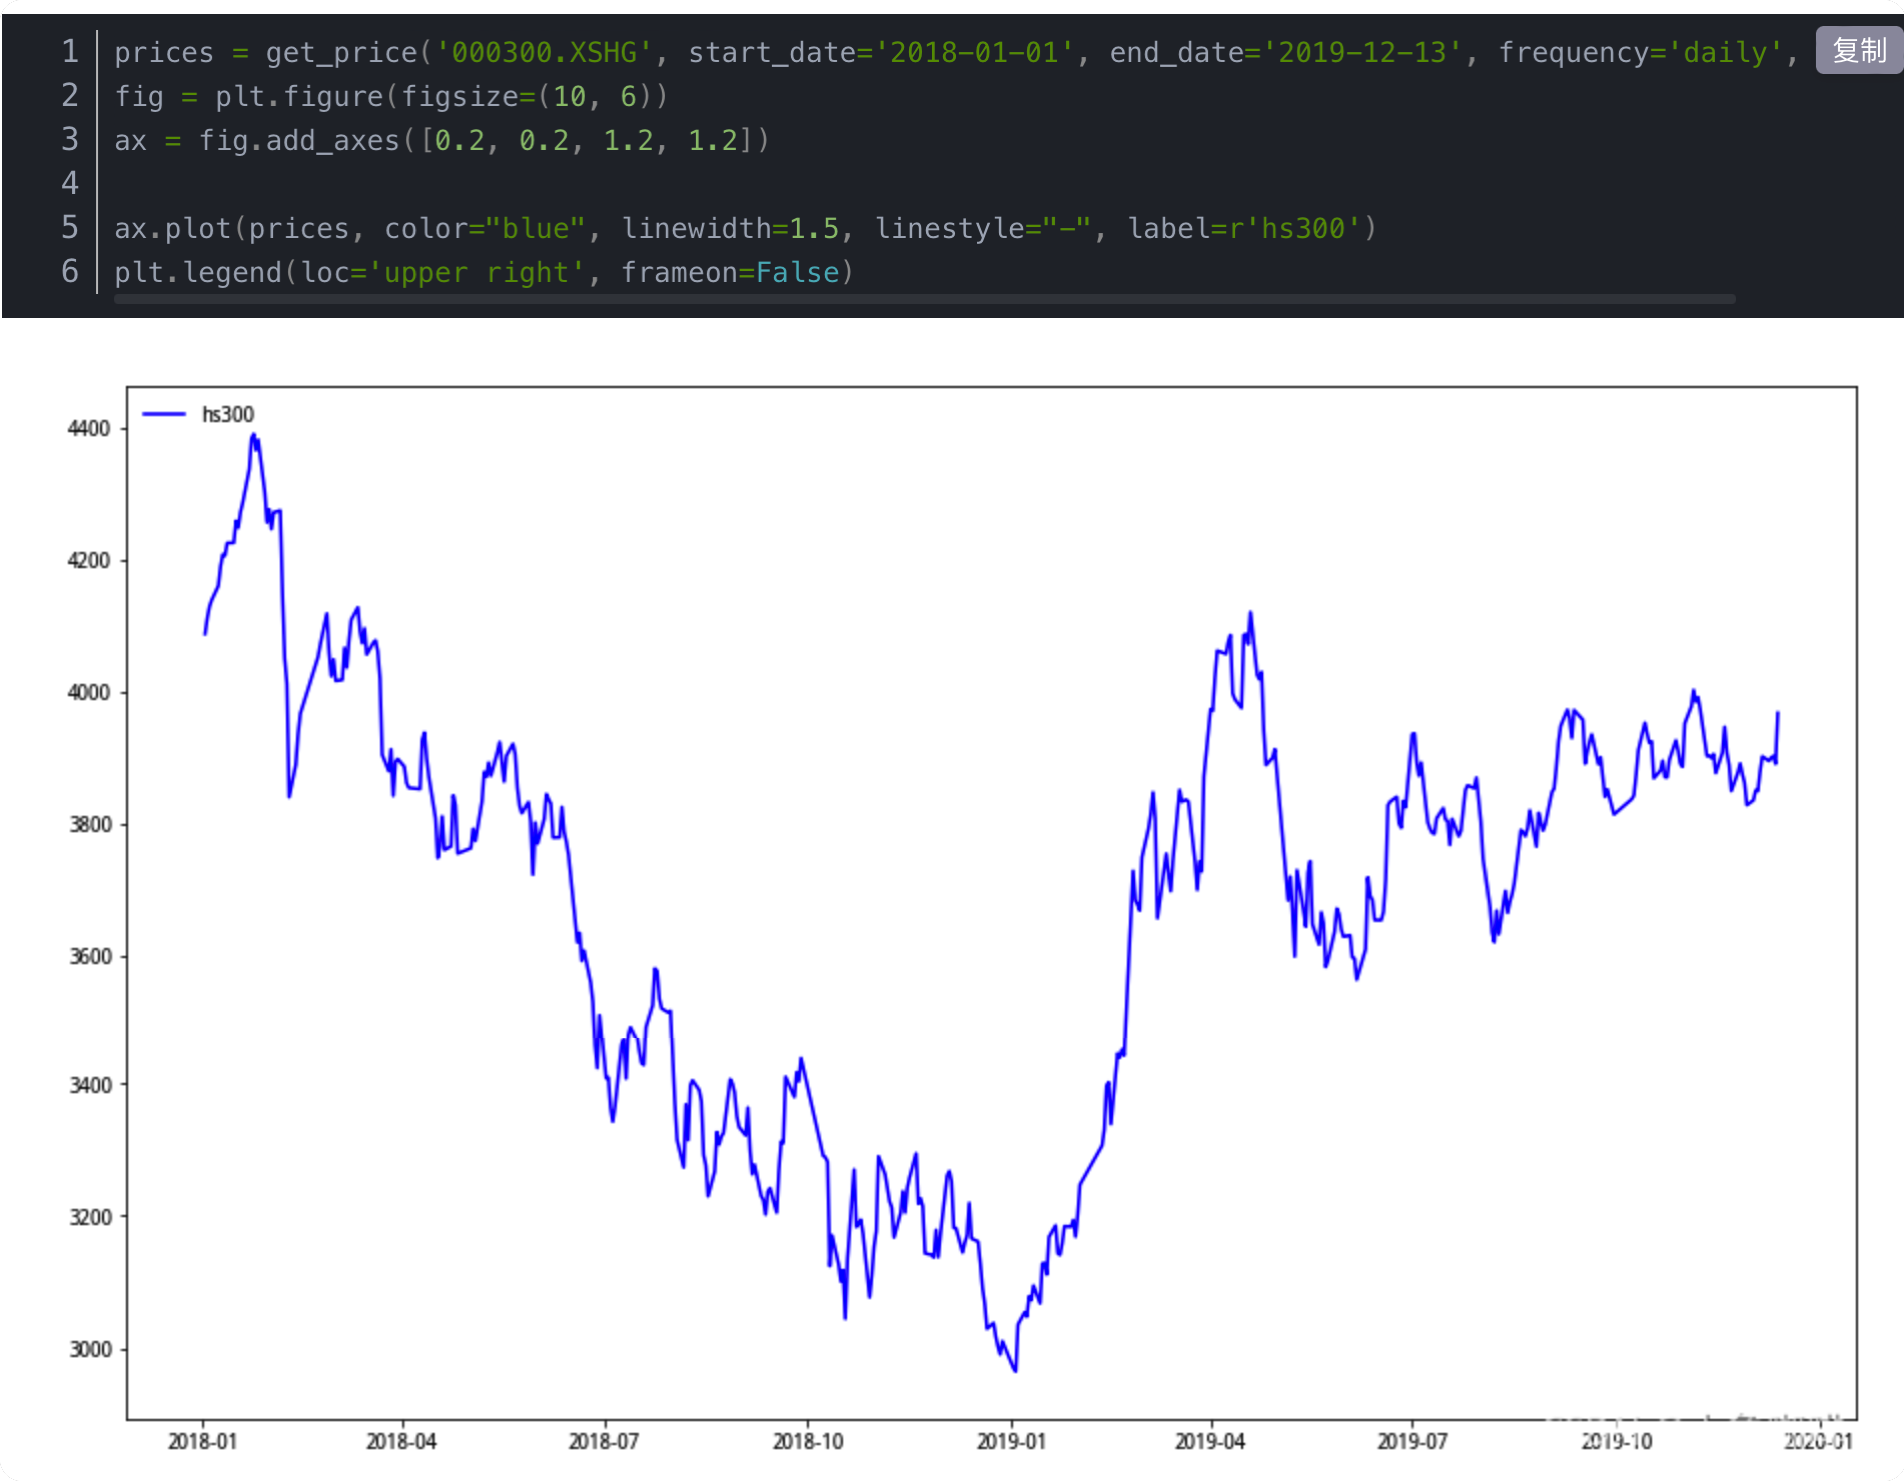 1 prices = get_price('000300.XSHG', start_date='2018-01-01', end_date='2019-12-13', frequency='daily', 复制
2 fig = plt.figure(figsize=(10, 6))
3 ax = fig.add_axes([0.2, 0.2, 1.2, 1.2])
4
5 ax.plot(prices, color="blue", linewidth=1.5, linestyle="-", label=r'hs300')
6 plt.legend(loc='upper right', frameon=False)
hs300
4400
4200
4000
3800
3600
3400
3200
3000
2018-01 2018-04 2018-07 2018-10 2019-01 2019-04 2019-07 2019-10 2020-01